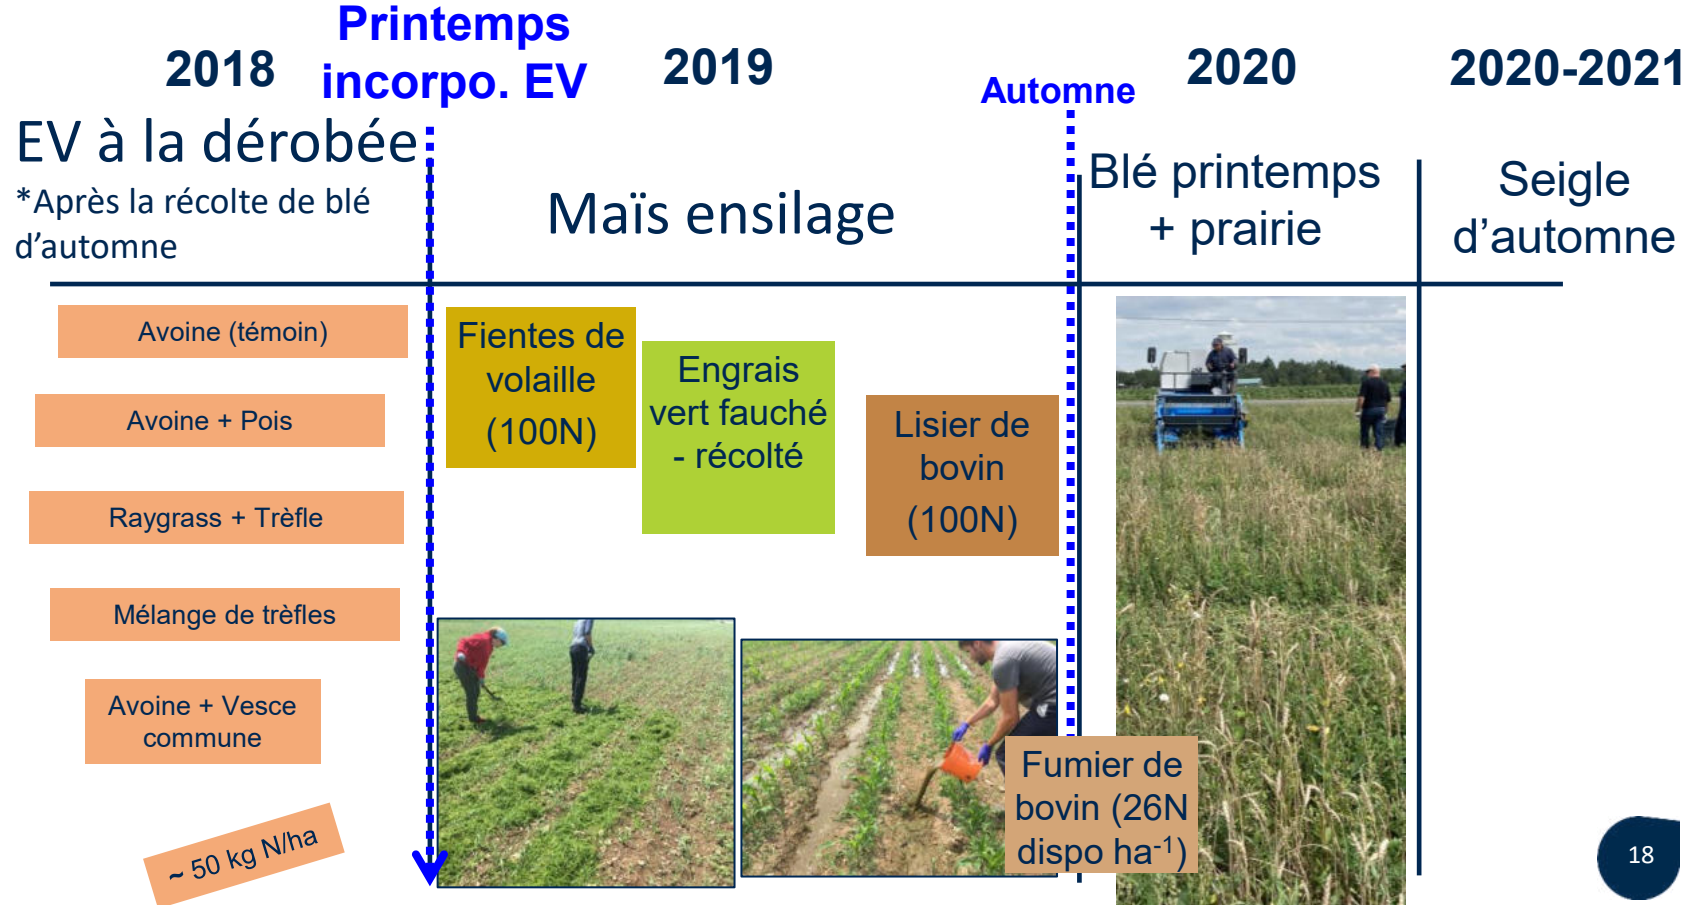 2018
Printemps
incorpo. EV
2019
Automne
2020
2020-2021
EV à la dérobée
*Après la récolte de blé
d’automne
Maïs ensilage
Blé printemps
+ prairie
Seigle
d’automne
Avoine (témoin)
Avoine + Pois
Raygrass + Trèfle
Mélange de trèfles
Avoine + Vesce
commune
~ 50 kg N/ha
Fientes de
volaille
(100N)
Engrais
vert fauché
- récolté
Lisier de
bovin
(100N)
Fumier de
bovin (26N
dispo ha⁻¹)
18